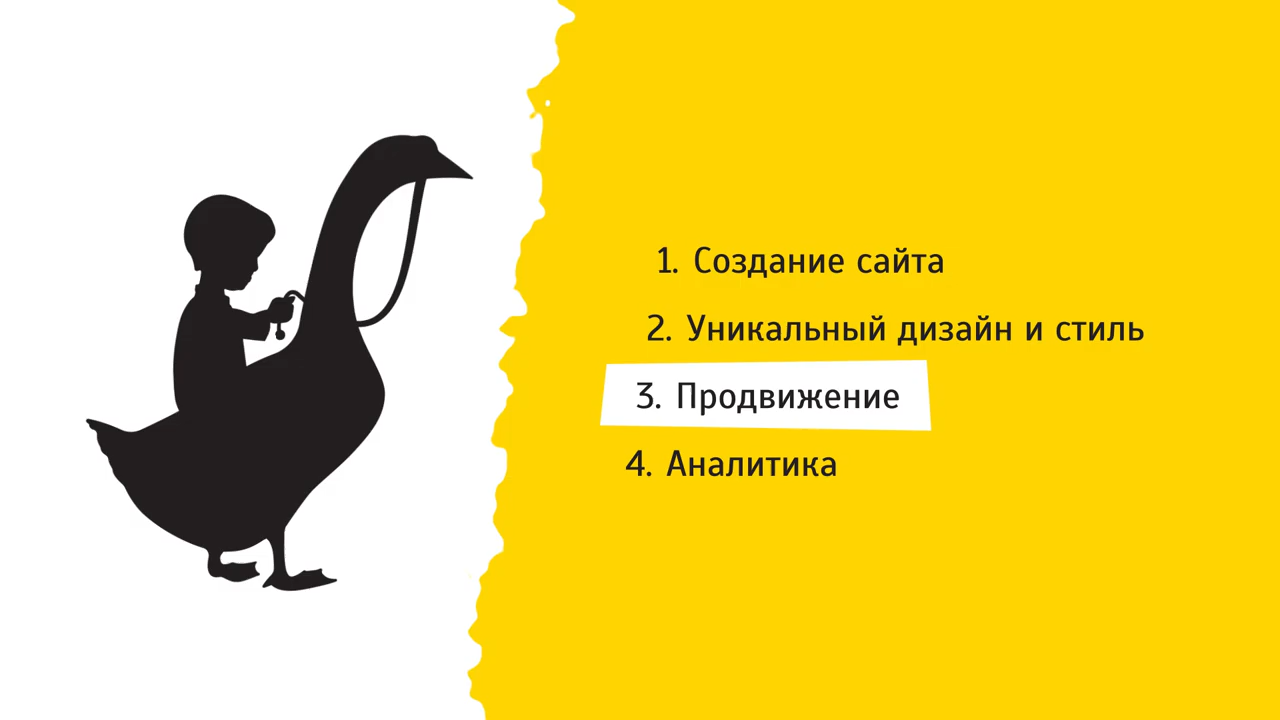 1. Создание сайта
2. Уникальный дизайн и стиль
3. Продвижение
4. Аналитика